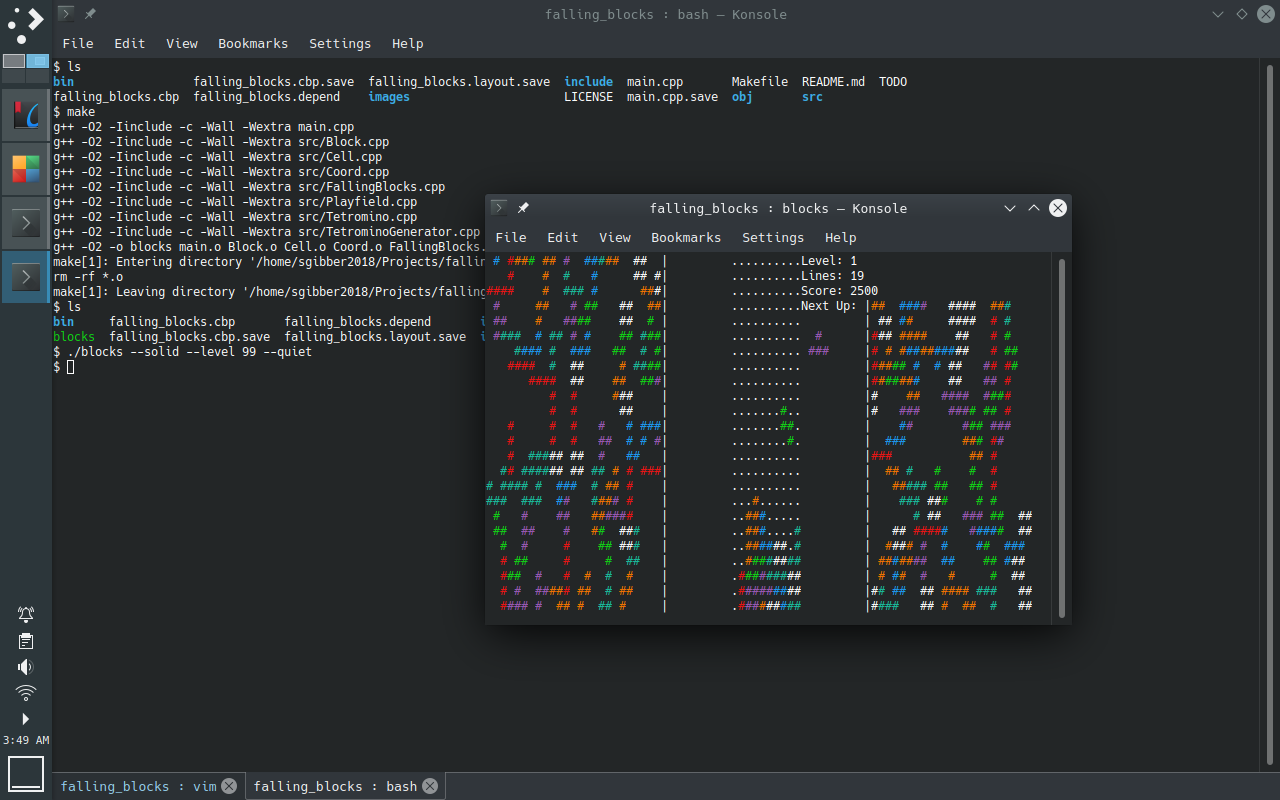 falling_blocks : bash — Konsole
File Edit View Bookmarks Settings Help
$ ls
bin falling_blocks.cbp.save falling_blocks.layout.save include main.cpp Makefile README.md TODO
falling_blocks.cbp falling_blocks.depend images LICENSE main.cpp.save obj src
$ make
g++ -O2 -Iinclude -c -Wall -Wextra main.cpp
g++ -O2 -Iinclude -c -Wall -Wextra src/Block.cpp
g++ -O2 -Iinclude -c -Wall -Wextra src/Cell.cpp
g++ -O2 -Iinclude -c -Wall -Wextra src/Coord.cpp
g++ -O2 -Iinclude -c -Wall -Wextra src/FallingBlocks.cpp
g++ -O2 -Iinclude -c -Wall -Wextra src/Playfield.cpp
g++ -O2 -Iinclude -c -Wall -Wextra src/Tetromino.cpp
g++ -O2 -Iinclude -c -Wall -Wextra src/TetrominoGenerator.cpp
g++ -O2 -o blocks main.o Block.o Cell.o Coord.o FallingBlocks.
make[1]: Entering directory '/home/sgibber2018/Projects/falling
rm -rf *.o
make[1]: Leaving directory '/home/sgibber2018/Projects/falling
$ ls
bin falling_blocks.cbp falling_blocks.depend
blocks falling_blocks.cbp.save falling_blocks.layout.save
$ ./blocks --solid --level 99 --quiet
$
falling_blocks : blocks — Konsole
File Edit View Bookmarks Settings Help
Level: 1
Lines: 19
Score: 2500
Next Up:
3:49 AM
falling_blocks : vim
falling_blocks : bash